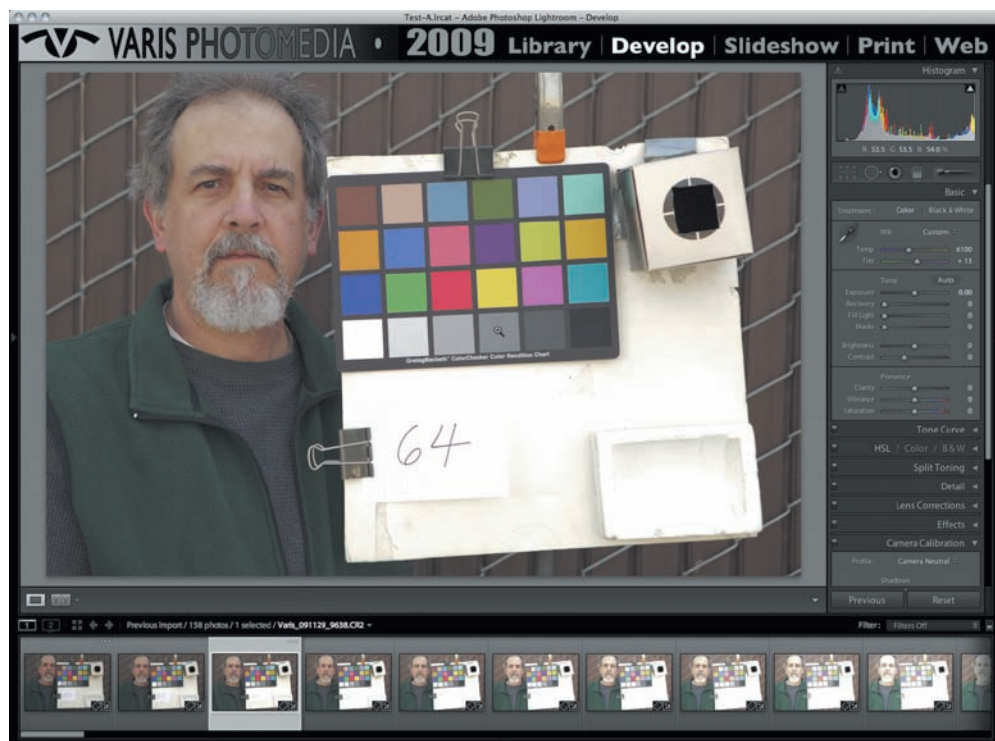 Test-A.lrcat – Adobe Photoshop Lightroom – Develop
VARIS PHOTOMEDIA • 2009 Library | Develop | Slideshow | Print | Web
Histogram
R 53.5 G 53.5 B 54.0 %
Basic
Treatment : Color Black & White
WB : Custom
Temp 6100
Tint + 13
Tone Auto
Exposure 0.00
Recovery 0
Fill Light 0
Blacks 0
Brightness 0
Contrast 0
Presence
Clarity 0
Vibrance 0
Saturation 0
Tone Curve
HSL / Color / B & W
Split Toning
Detail
Lens Corrections
Effects
Camera Calibration
Profile : Camera Neutral
Shadows
Previous Reset
GretagMacbeth™ ColorChecker Color Rendition Chart
64
1 2 Previous Import / 158 photos / 1 selected / Varis_091129_9638.CR2
Filter : Filters Off